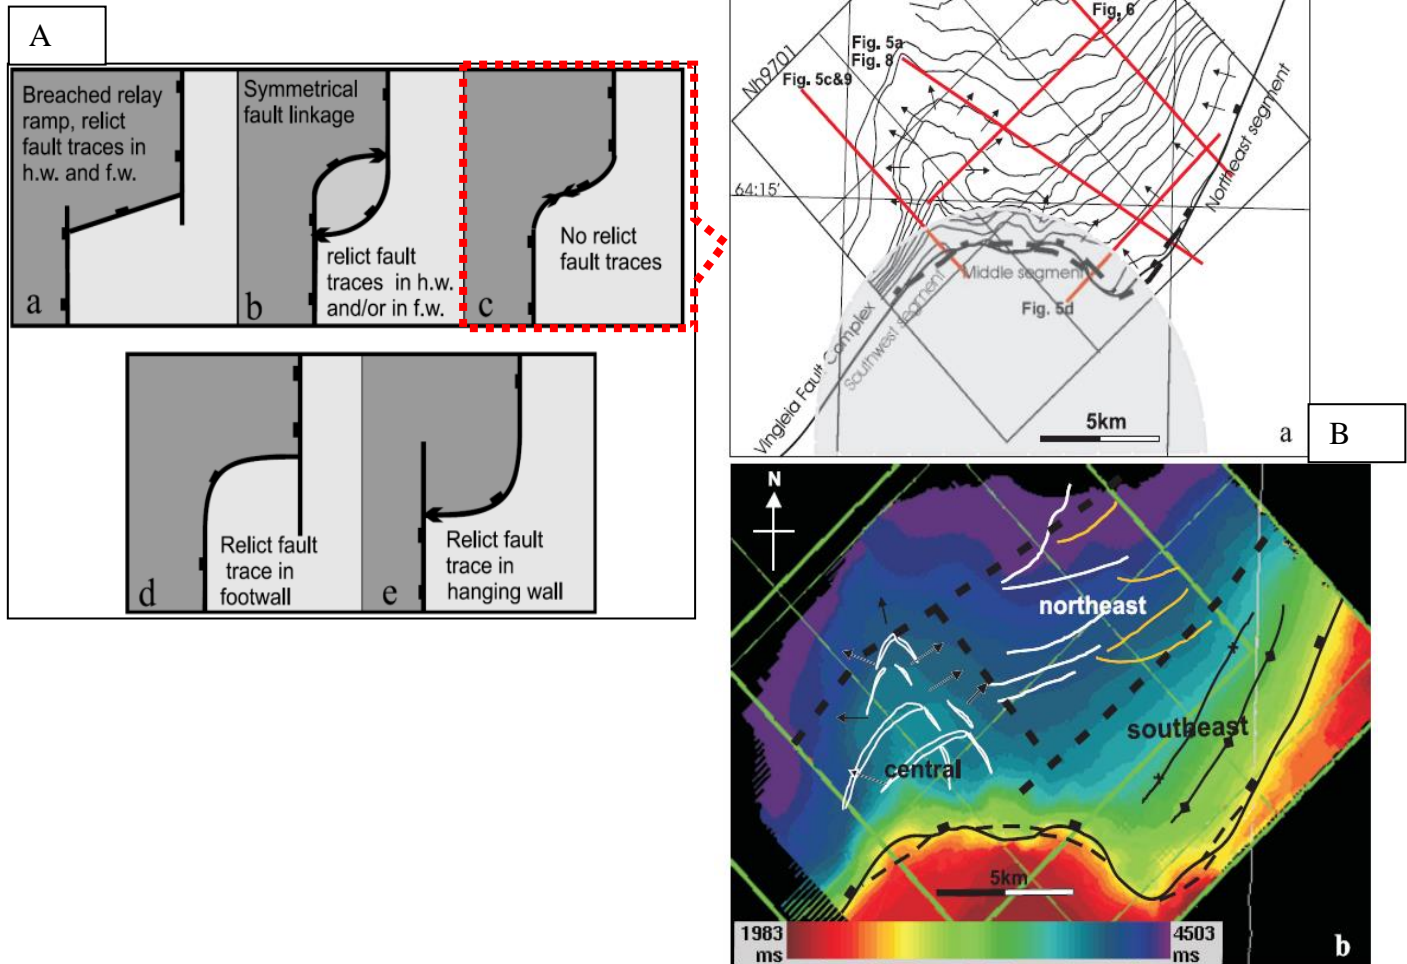 A
Breached relay
ramp, relict
fault traces in
h.w. and f.w.
a
Symmetrical
fault linkage
relict fault
traces in h.w.
and/or in f.w.
b
No relict
fault traces
c
Relict fault
trace in
footwall
d
Relict fault
trace in
hanging wall
e
Fig. 6
Fig. 5a
Fig. 8
Fig. 5c&9
Nh9701
64:15'
Northeast segment
Middle segment
Southwest segment
Vingleia Fault Complex
Fig. 5d
5km
a
B
N
northeast
southeast
central
5km
1983
ms
4503
ms
b